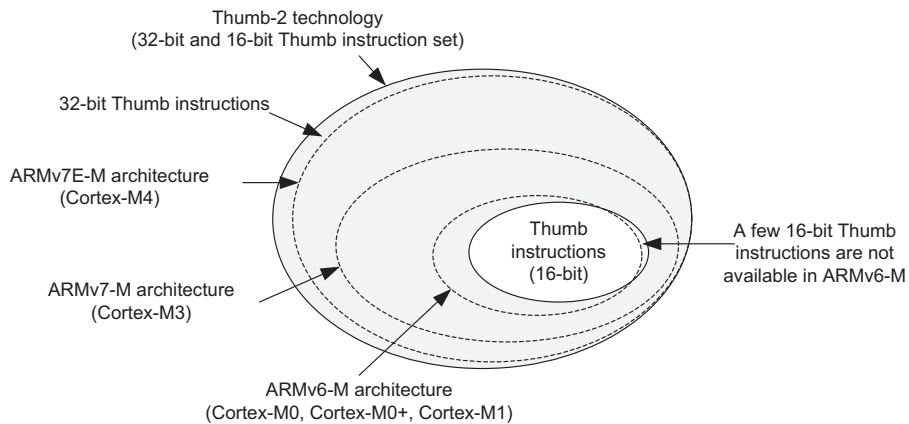 Thumb-2 technology
(32-bit and 16-bit Thumb instruction set)
32-bit Thumb instructions
ARMv7E-M architecture
(Cortex-M4)
Thumb
instructions
(16-bit)
A few 16-bit Thumb
instructions are not
available in ARMv6-M
ARMv7-M architecture
(Cortex-M3)
ARMv6-M architecture
(Cortex-M0, Cortex-M0+, Cortex-M1)